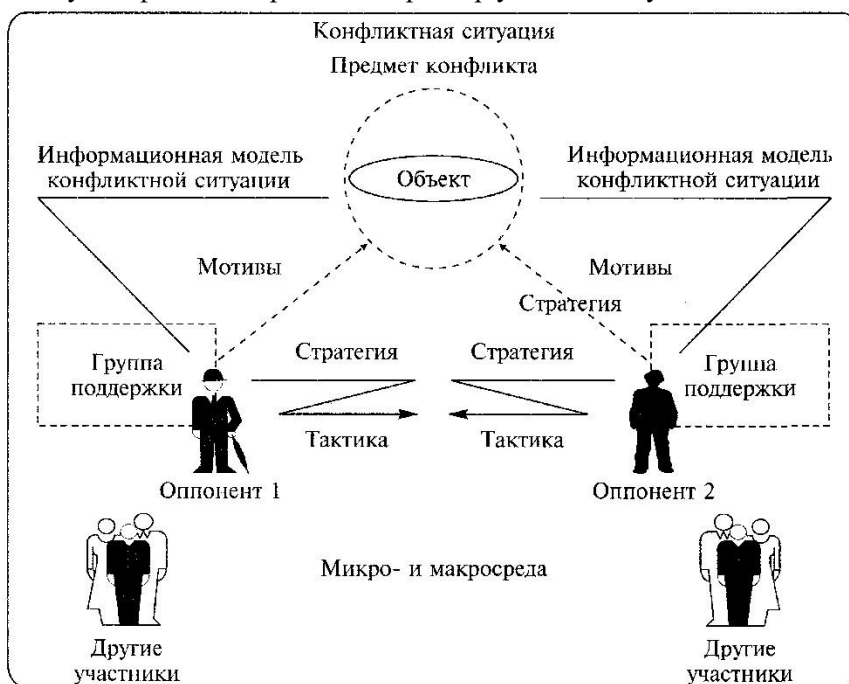 Конфликтная ситуация
Предмет конфликта
Информационная модель
конфликтной ситуации
Объект
Информационная модель
конфликтной ситуации
Мотивы
Мотивы
Стратегия
Группа
поддержки
Стратегия
Стратегия
Группа
поддержки
Тактика
Тактика
Оппонент 1
Оппонент 2
Микро- и макросреда
Другие
участники
Другие
участники